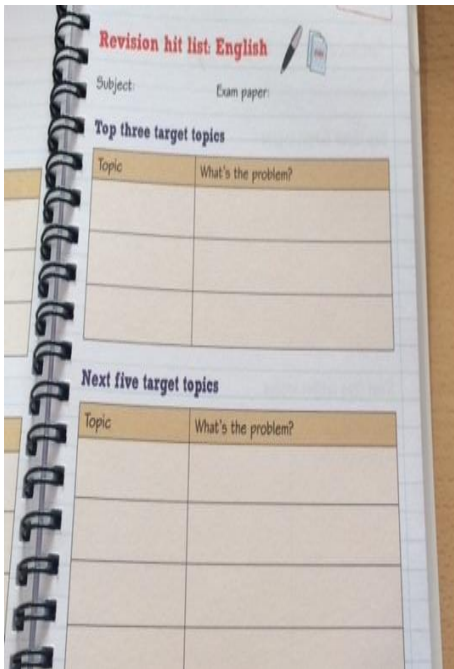 Revision hit list: English
Subject:
Exam paper:
Top three target topics
Topic
What's the problem?
Next five target topics
Topic
What's the problem?